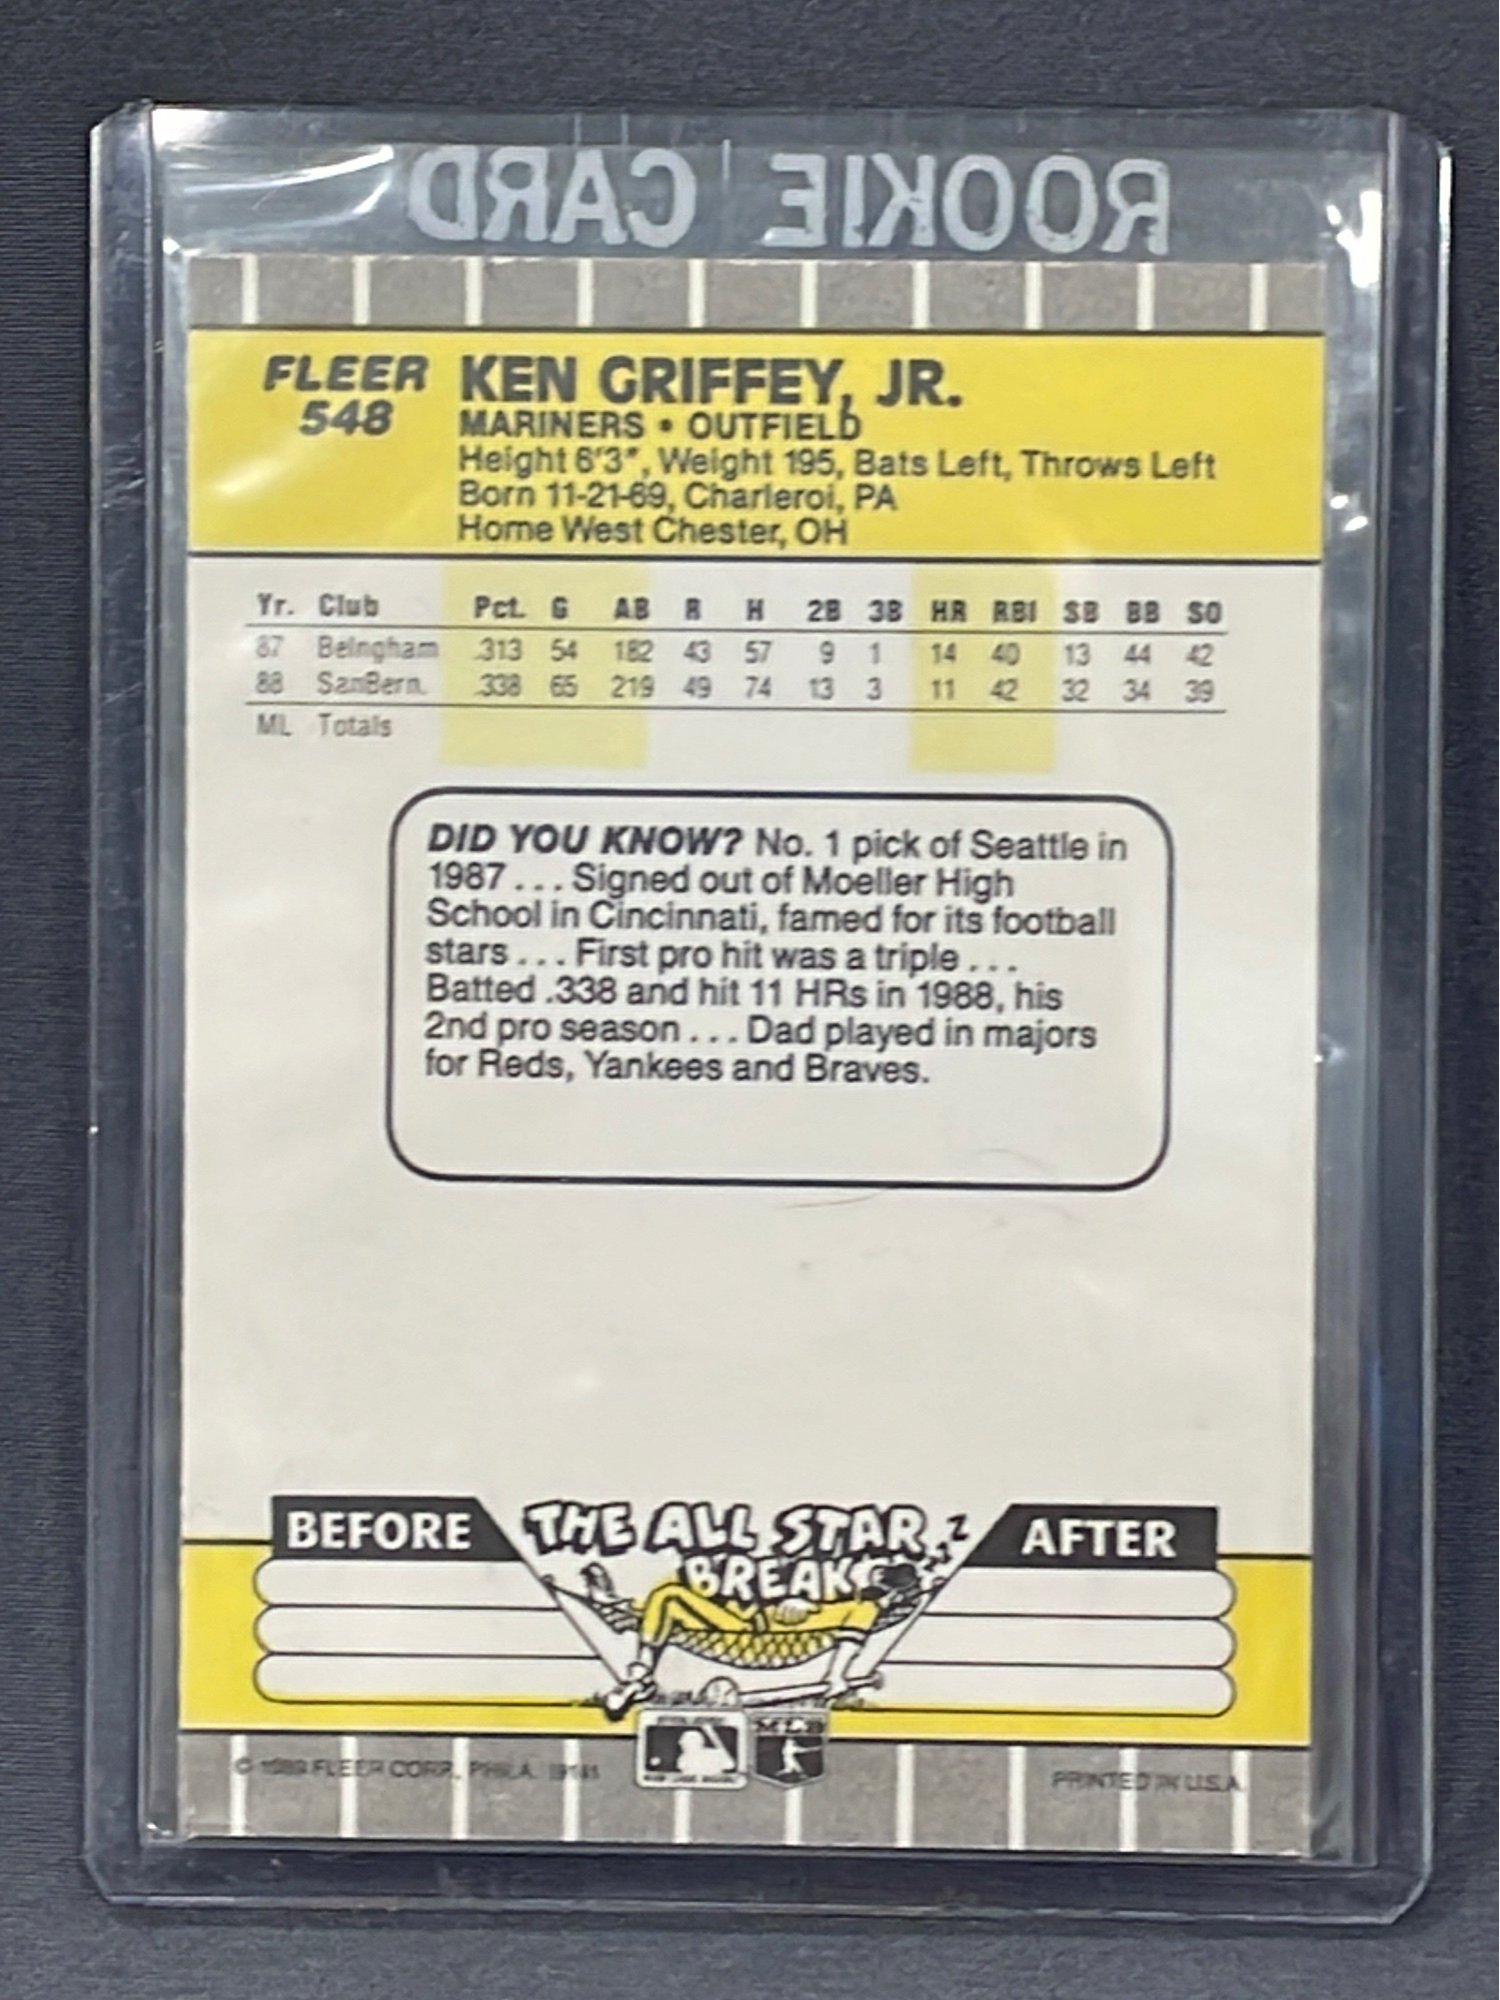 ROOKIE CARD
FLEER
548
KEN GRIFFEY, JR.
MARINERS • OUTFIELD
Height 6'3", Weight 195, Bats Left, Throws Left
Born 11-21-69, Charleroi, PA
Home West Chester, OH
Yr. Club Pct. G AB R H 2B 3B HR RBI SB BB SO
87 Belngham .313 54 182 43 57 9 1 14 40 13 44 42
88 SanBern. .338 65 219 49 74 13 3 11 42 32 34 39
ML Totals
DID YOU KNOW? No. 1 pick of Seattle in
1987 . . . Signed out of Moeller High
School in Cincinnati, famed for its football
stars . . . First pro hit was a triple . . .
Batted .338 and hit 11 HRs in 1988, his
2nd pro season . . . Dad played in majors
for Reds, Yankees and Braves.
BEFORE
THE ALL STAR
BREAK
Z
AFTER
MLB
© 1989 FLEER CORP., PHILA. 19141
PRINTED IN U.S.A.